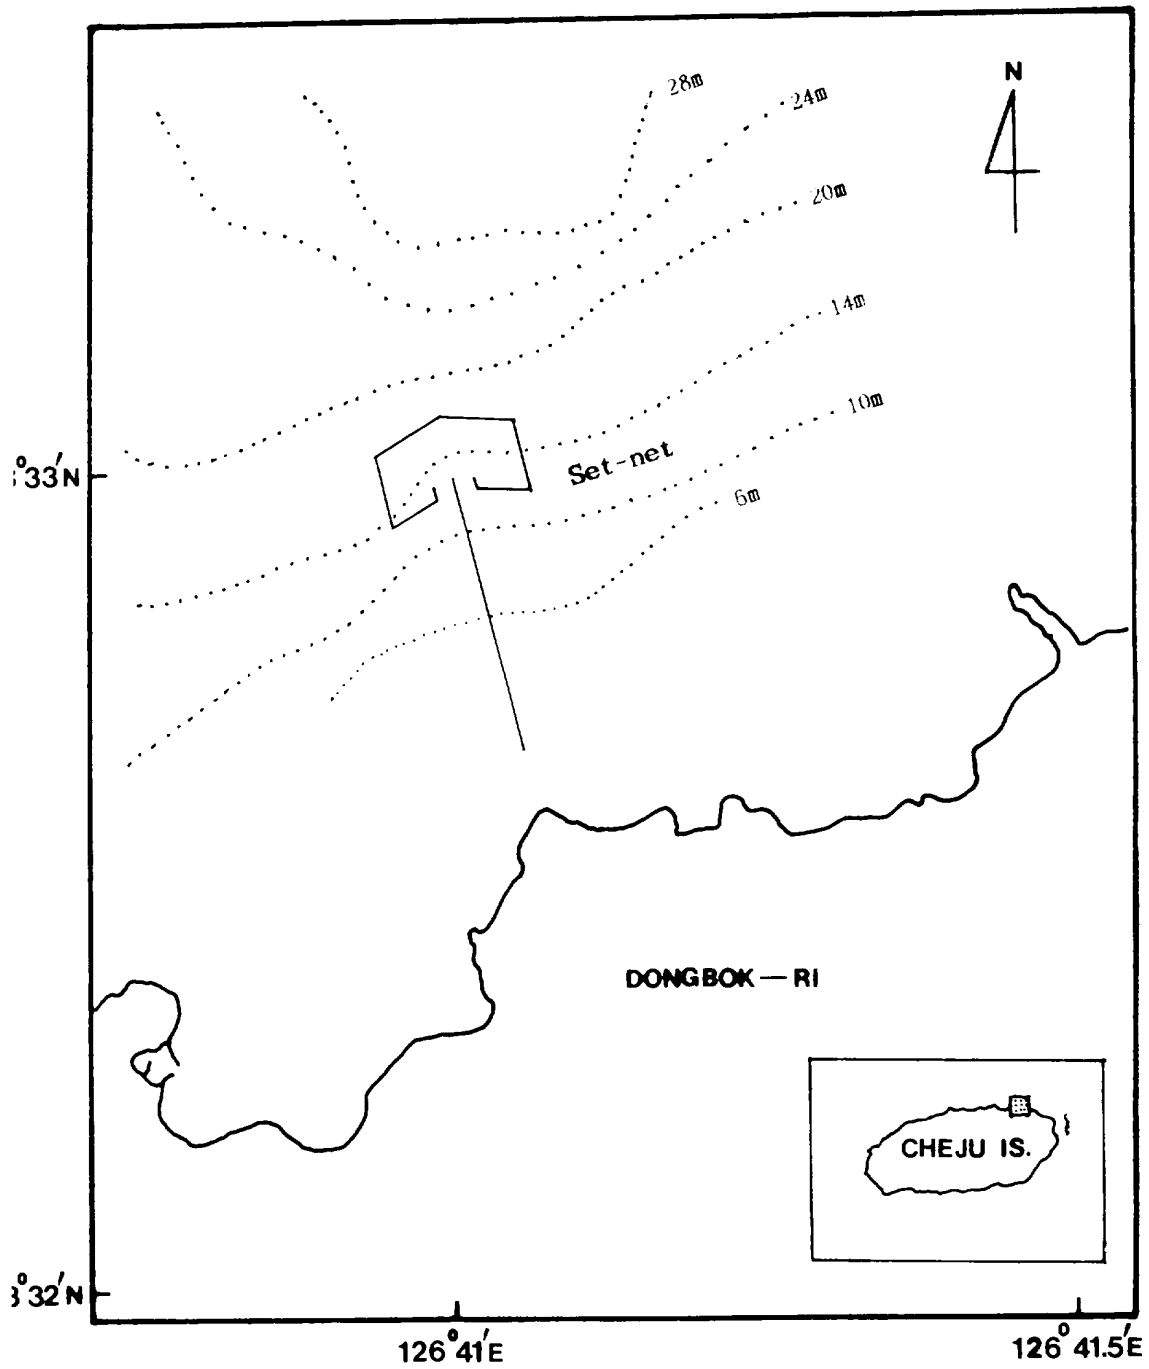 28m
24m
N
20m
14m
10m
Set-net
°33'N
6m
DONGBOK — RI
CHEJU IS.
°32'N
126°41'E
126°41.5'E